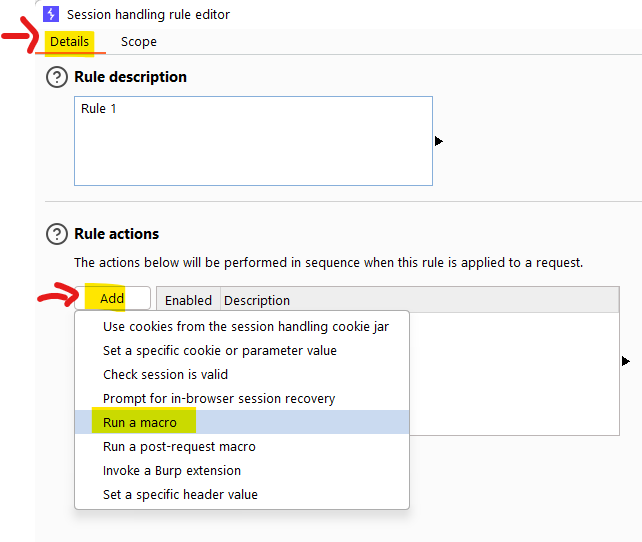 Session handling rule editor
Details Scope
Rule description
Rule 1
Rule actions
The actions below will be performed in sequence when this rule is applied to a request.
Add Enabled Description
Use cookies from the session handling cookie jar
Set a specific cookie or parameter value
Check session is valid
Prompt for in-browser session recovery
Run a macro
Run a post-request macro
Invoke a Burp extension
Set a specific header value